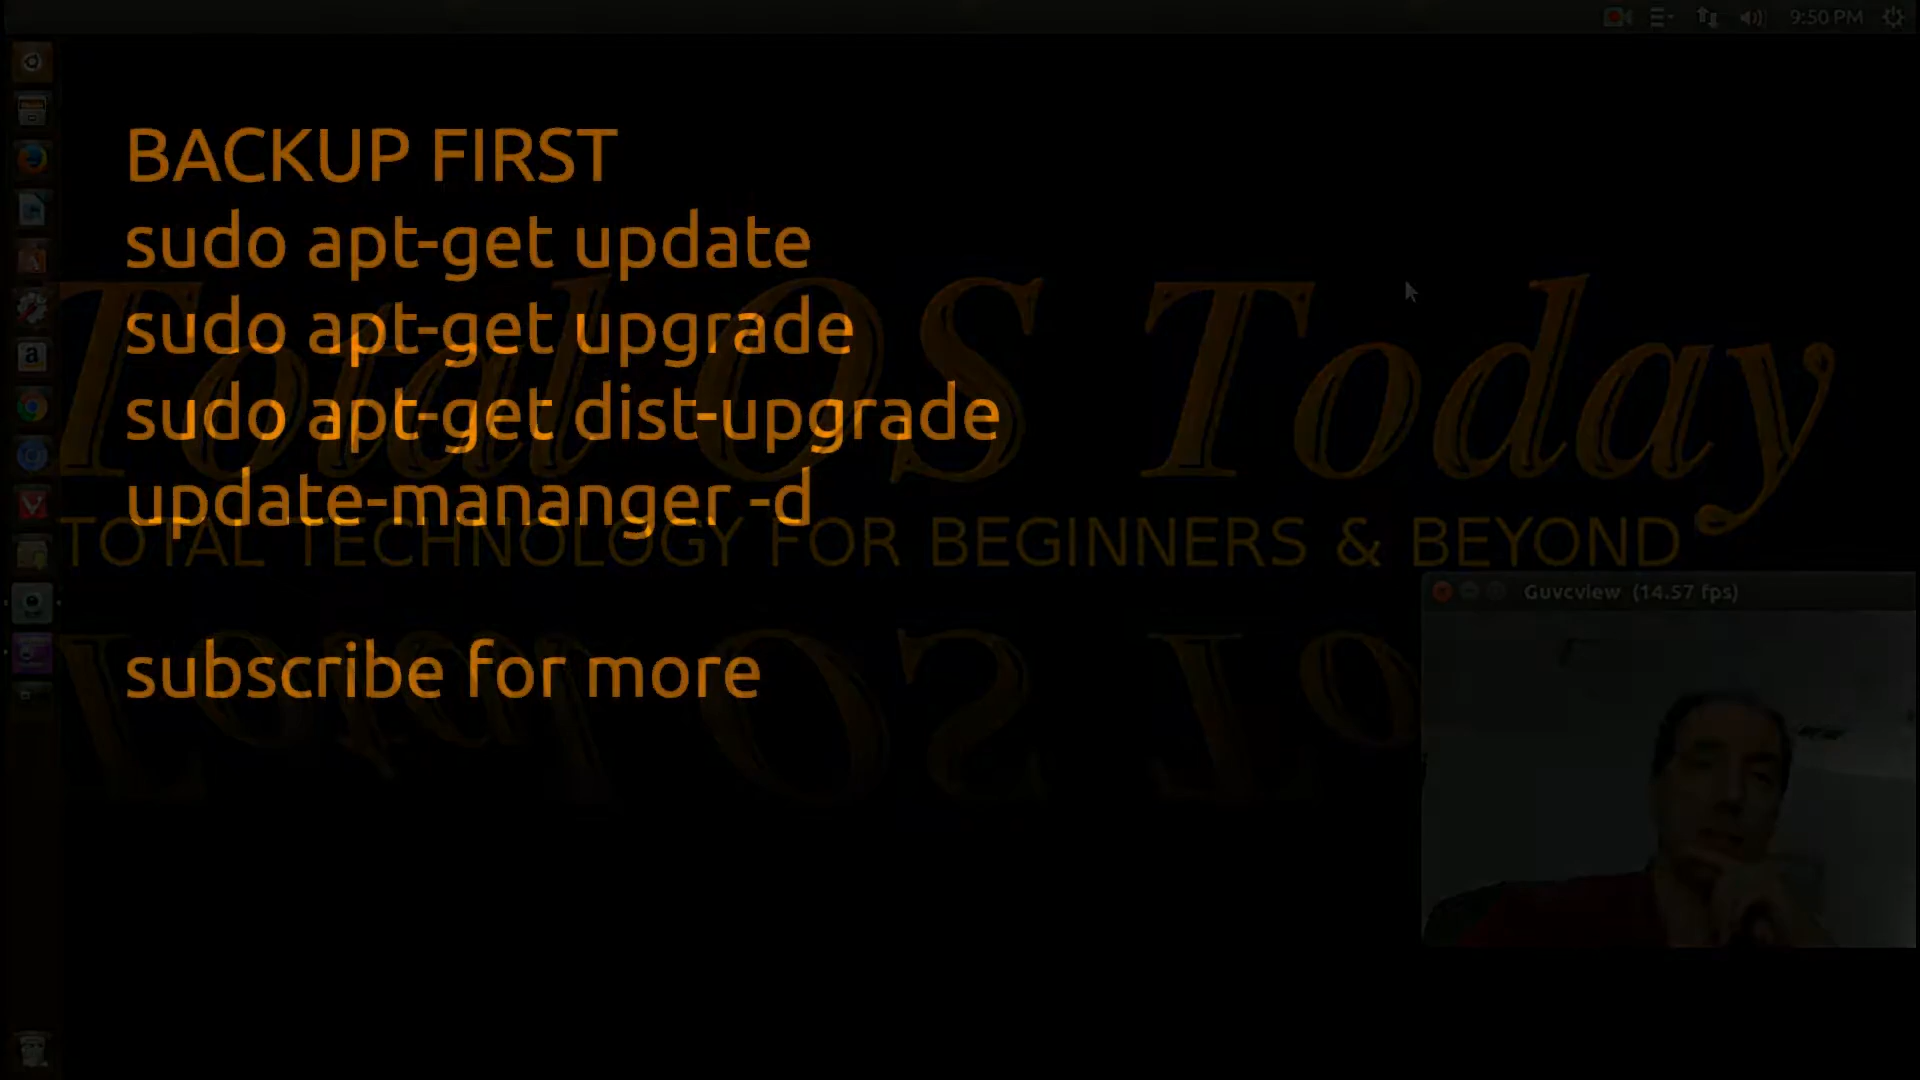 9:50 PM
BACKUP FIRST
sudo apt-get update
sudo apt-get upgrade
sudo apt-get dist-upgrade
update-mananger -d
Total OS Today
TOTAL TECHNOLOGY FOR BEGINNERS & BEYOND
Guvcview (14.57 fps)
subscribe for more